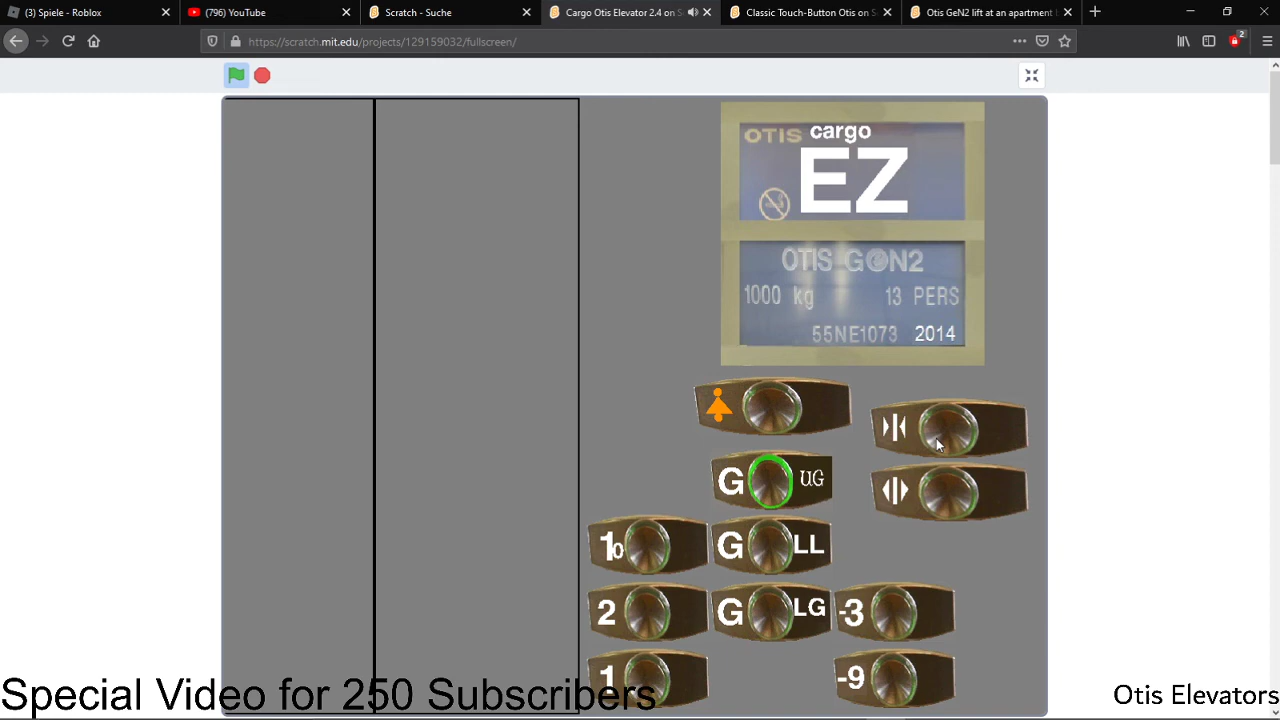 (3) Spiele - Roblox
(796) YouTube
Scratch - Suche
Cargo Otis Elevator 2.4 on S
Classic Touch-Button Otis on S
Otis GeN2 lift at an apartment
https://scratch.mit.edu/projects/129159032/fullscreen/
2
OTIS cargo
EZ
OTIS GEN2
1000 kg 13 PERS
55NE1073 2014
G UG
10 G LL
2 G LG -3
1 -9
Special Video for 250 Subscribers
Otis Elevators